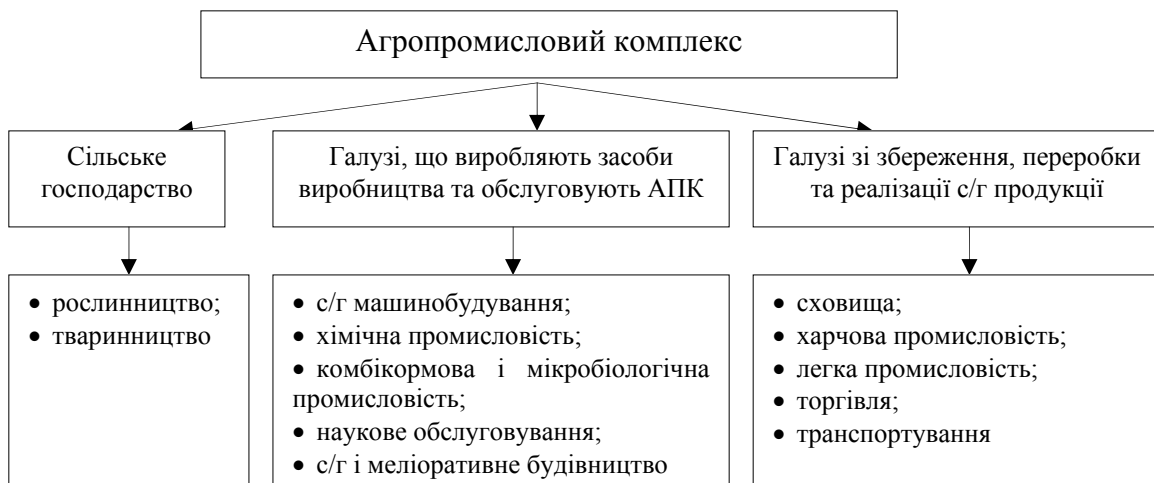 Агропромисловий комплекс
Сільське
господарство
Галузі, що виробляють засоби
виробництва та обслуговують АПК
Галузі зі збереження, переробки
та реалізації с/г продукції
• рослинництво;
• тваринництво
• с/г машинобудування;
• хімічна промисловість;
• комбікормова і мікробіологічна
промисловість;
• наукове обслуговування;
• с/г і меліоративне будівництво
• сховища;
• харчова промисловість;
• легка промисловість;
• торгівля;
• транспортування